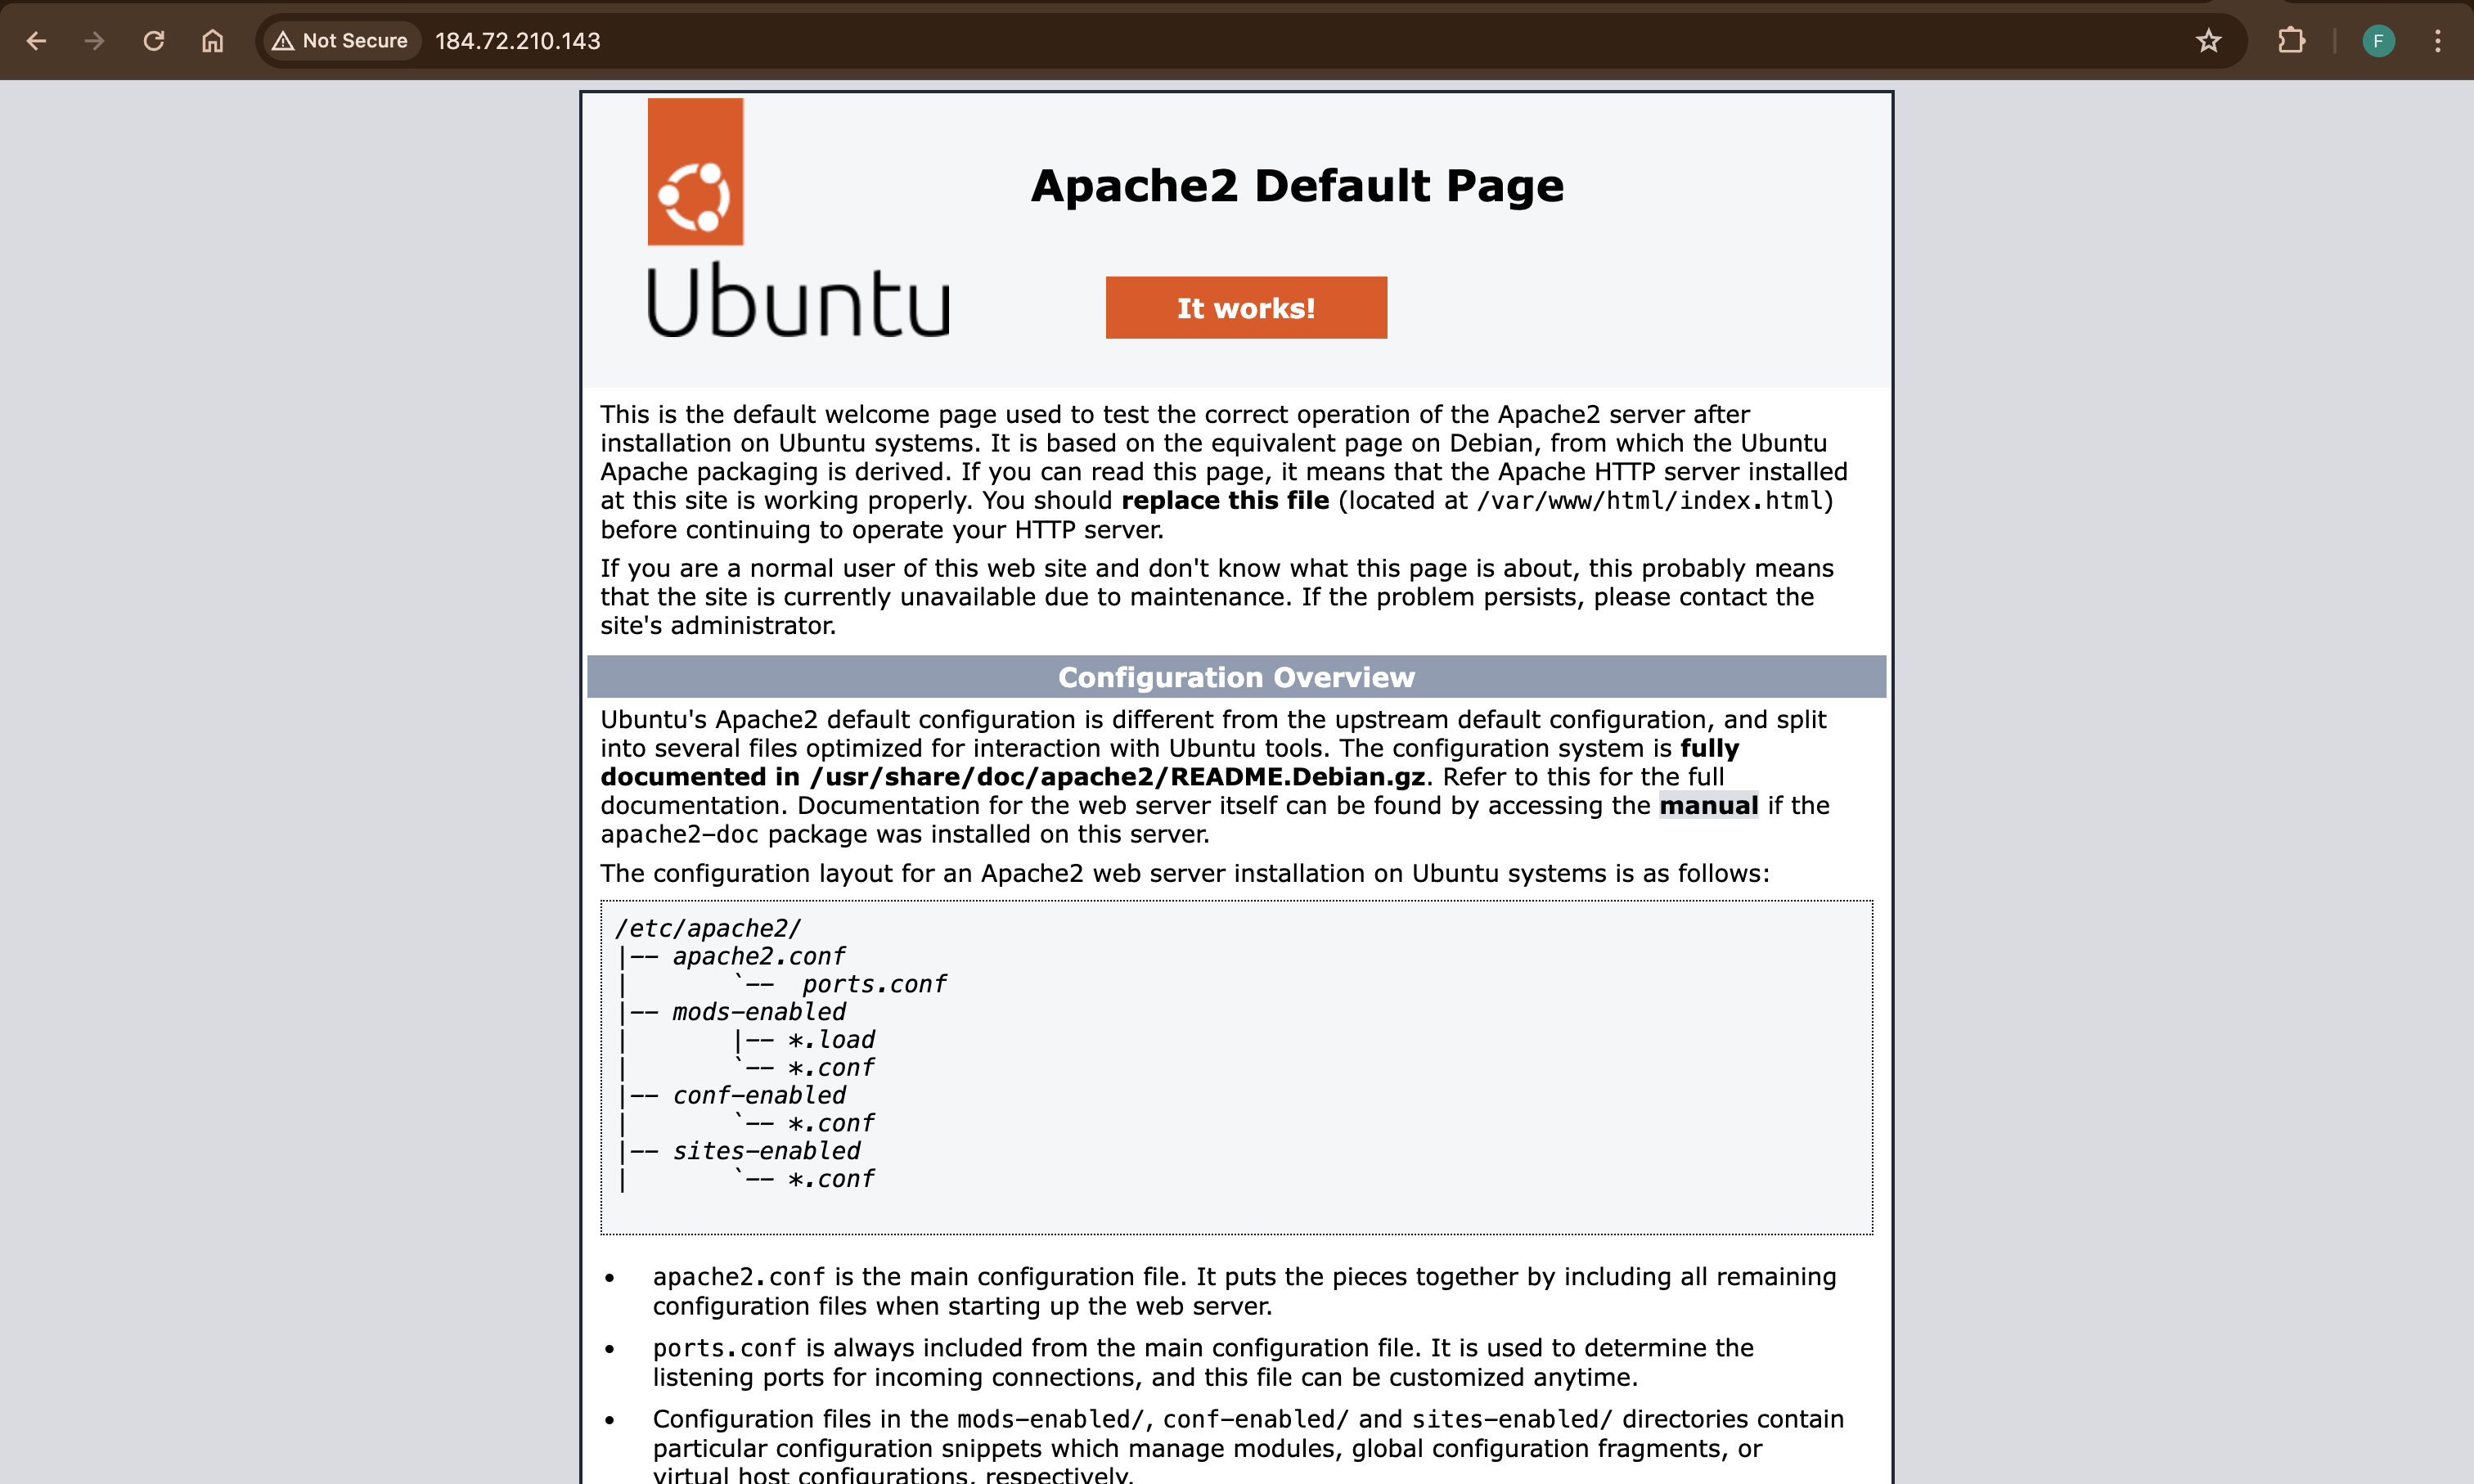 Not Secure 184.72.210.143 F
Apache2 Default Page
Ubuntu
It works!
This is the default welcome page used to test the correct operation of the Apache2 server after
installation on Ubuntu systems. It is based on the equivalent page on Debian, from which the Ubuntu
Apache packaging is derived. If you can read this page, it means that the Apache HTTP server installed
at this site is working properly. You should replace this file (located at /var/www/html/index.html)
before continuing to operate your HTTP server.
If you are a normal user of this web site and don't know what this page is about, this probably means
that the site is currently unavailable due to maintenance. If the problem persists, please contact the
site's administrator.
Configuration Overview
Ubuntu's Apache2 default configuration is different from the upstream default configuration, and split
into several files optimized for interaction with Ubuntu tools. The configuration system is fully
documented in /usr/share/doc/apache2/README.Debian.gz. Refer to this for the full
documentation. Documentation for the web server itself can be found by accessing the manual if the
apache2-doc package was installed on this server.
The configuration layout for an Apache2 web server installation on Ubuntu systems is as follows:
/etc/apache2/
|-- apache2.conf
|       `--  ports.conf
|-- mods-enabled
|       |-- *.load
|       `-- *.conf
|-- conf-enabled
|       `-- *.conf
|-- sites-enabled
|       `-- *.conf
• apache2.conf is the main configuration file. It puts the pieces together by including all remaining
configuration files when starting up the web server.
• ports.conf is always included from the main configuration file. It is used to determine the
listening ports for incoming connections, and this file can be customized anytime.
• Configuration files in the mods-enabled/, conf-enabled/ and sites-enabled/ directories contain
particular configuration snippets which manage modules, global configuration fragments, or
virtual host configurations, respectively.